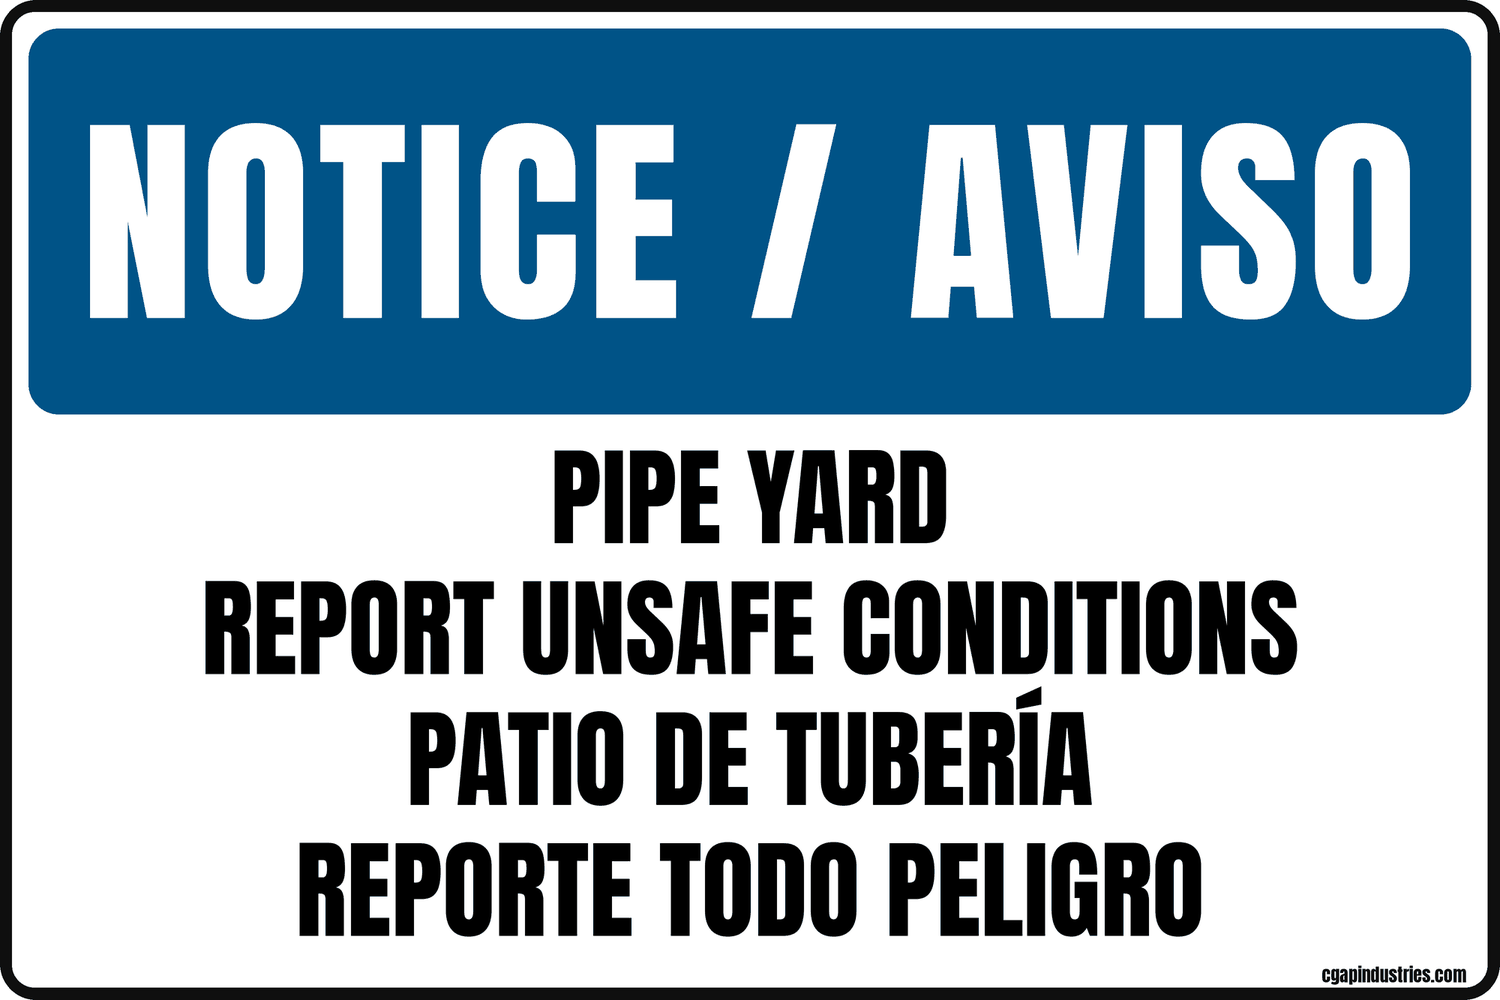 NOTICE / AVISO
PIPE YARD
REPORT UNSAFE CONDITIONS
PATIO DE TUBERÍA
REPORTE TODO PELIGRO
cgapindustries.com